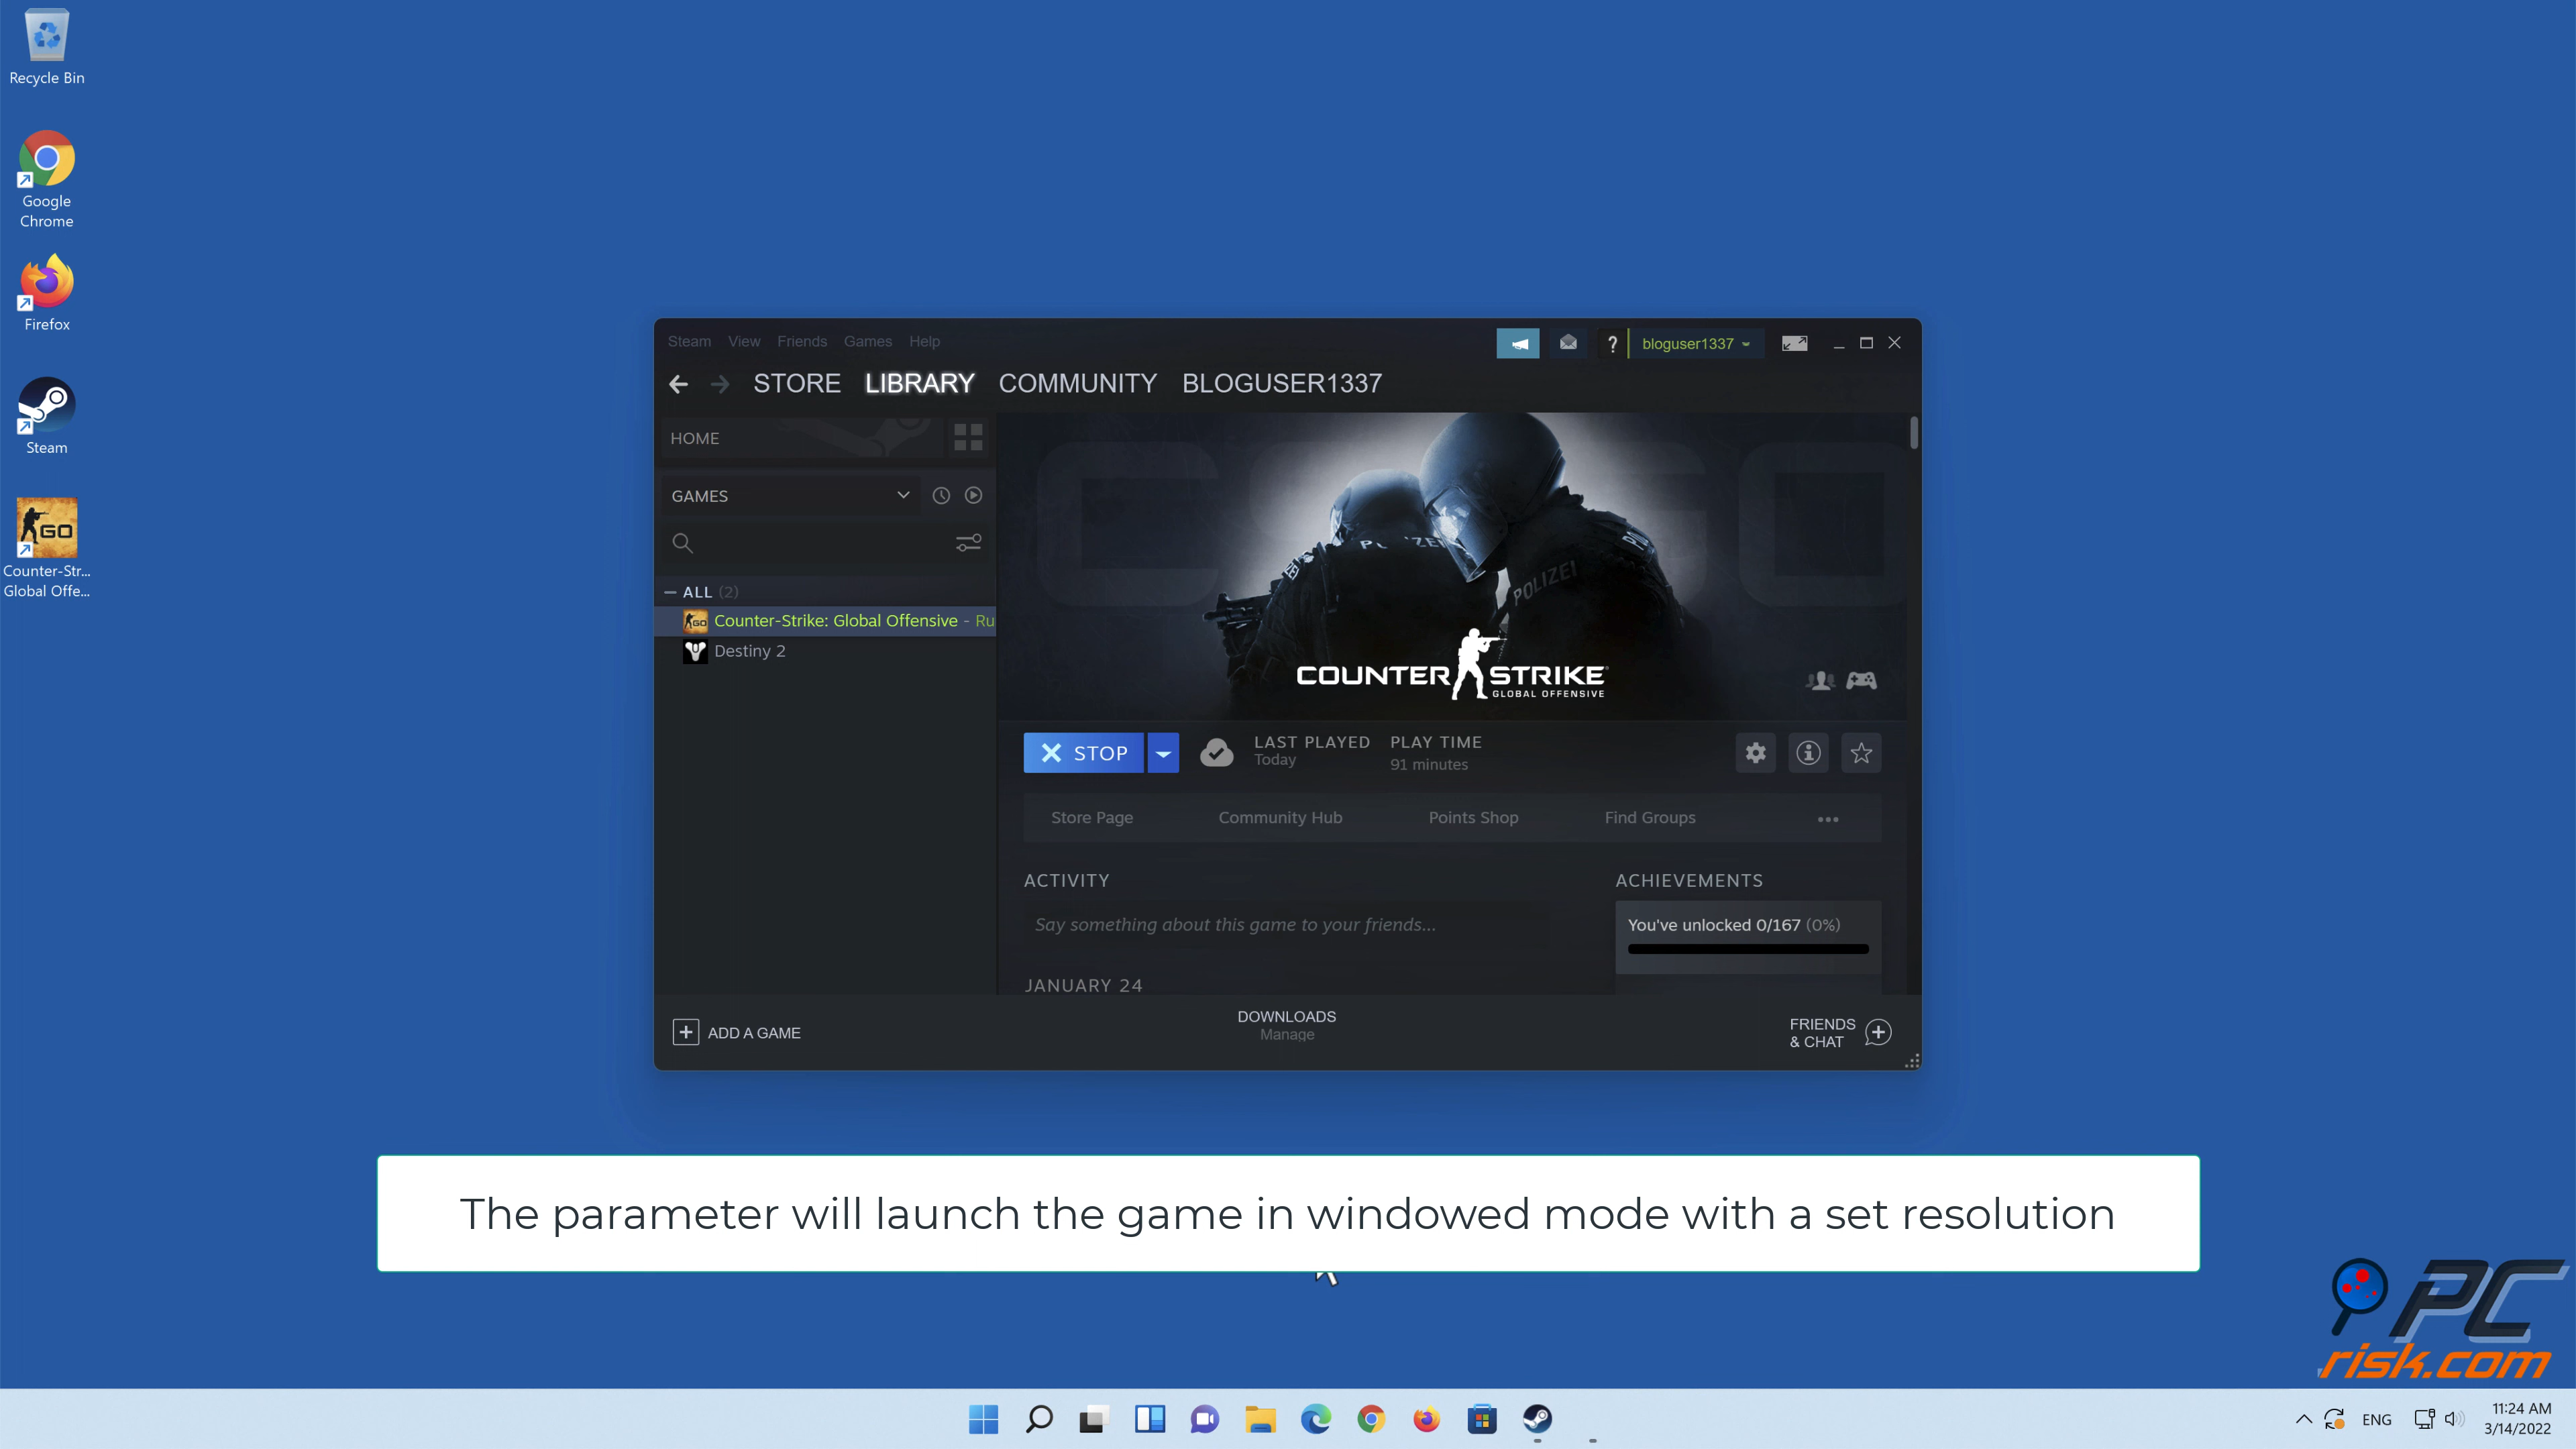 Recycle Bin
Google
Chrome
Firefox
Steam
GO
Counter-Str...
Global Offe...
Steam View Friends Games Help
? bloguser1337
STORE LIBRARY COMMUNITY BLOGUSER1337
HOME
GAMES
ALL (2)
GO Counter-Strike: Global Offensive - Ru
Destiny 2
CS GO
POLIZEI
COUNTER STRIKE
GLOBAL OFFENSIVE
STOP
LAST PLAYED
Today
PLAY TIME
91 minutes
Store Page Community Hub Points Shop Find Groups
ACTIVITY
Say something about this game to your friends...
JANUARY 24
ACHIEVEMENTS
You've unlocked 0/167 (0%)
ADD A GAME
DOWNLOADS
Manage
FRIENDS
& CHAT
The parameter will launch the game in windowed mode with a set resolution
PC
risk.com
ENG
11:24 AM
3/14/2022